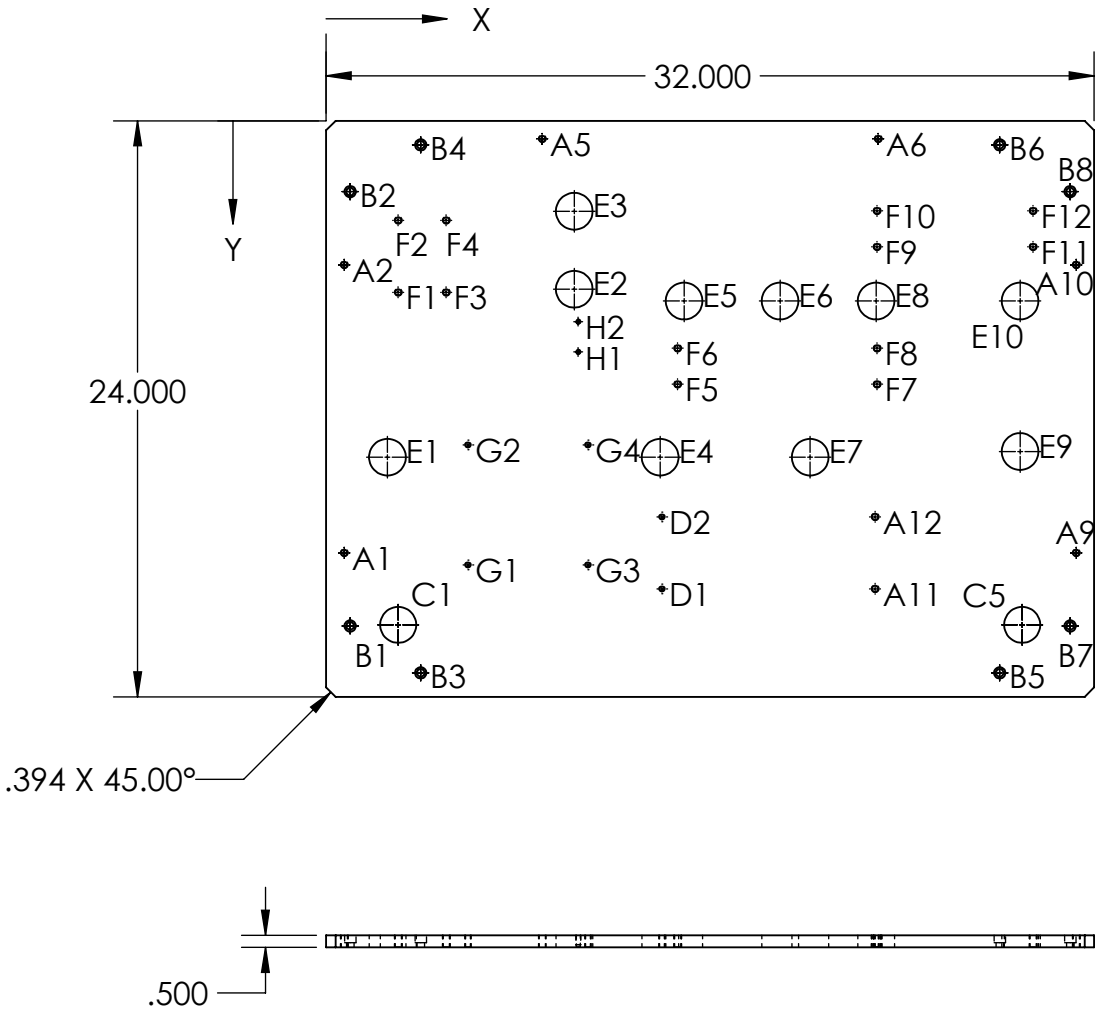 X
32.000
A5
A6
B4
B6
B8
B2
E3
F10
F12
F2
F4
Y
F9
F11
A2
A10
F1
F3
E2
E5
E6
E8
E10
H2
H1
F6
F8
F5
F7
24.000
E1
G2
G4
E4
E7
E9
D2
A12
A9
A1
G1
G3
C1
D1
A11
C5
B1
B7
B3
B5
.394 X 45.00°
.500